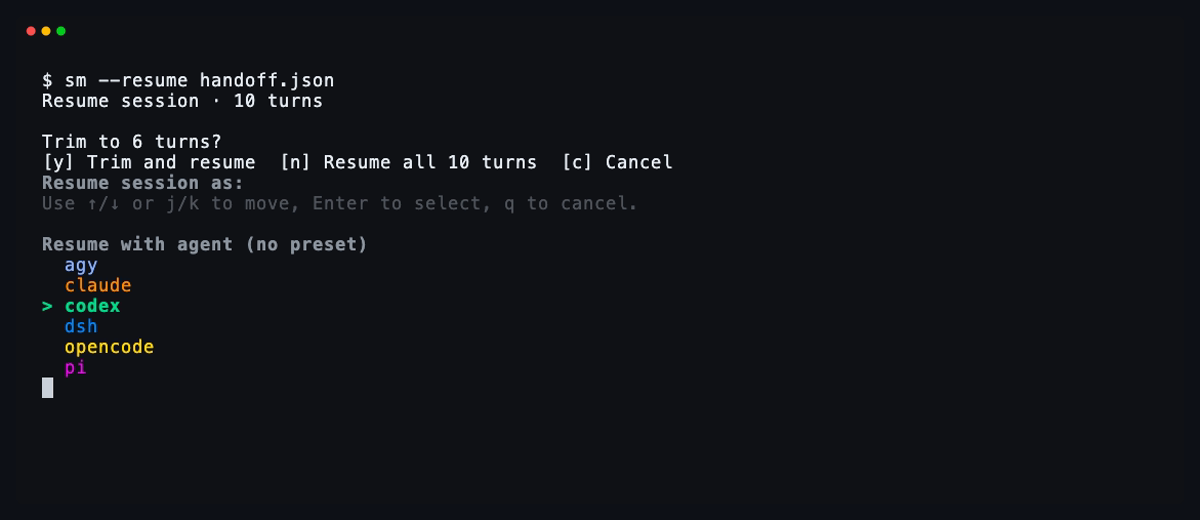 $ sm --resume handoff.json
Resume session · 10 turns
Trim to 6 turns?
[y] Trim and resume  [n] Resume all 10 turns  [c] Cancel
Resume session as:
Use ↑/↓ or j/k to move, Enter to select, q to cancel.
Resume with agent (no preset)
agy
claude
> codex
dsh
opencode
pi